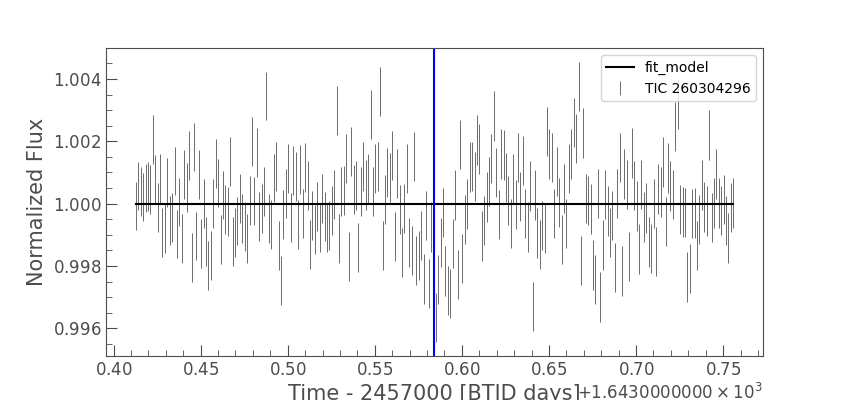 1.004
1.002
1.000
0.998
0.996
Normalized Flux
fit_model
TIC 260304296
0.40 0.45 0.50 0.55 0.60 0.65 0.70 0.75
Time - 2457000 [BTJD days]
+1.6430000000 × 10³